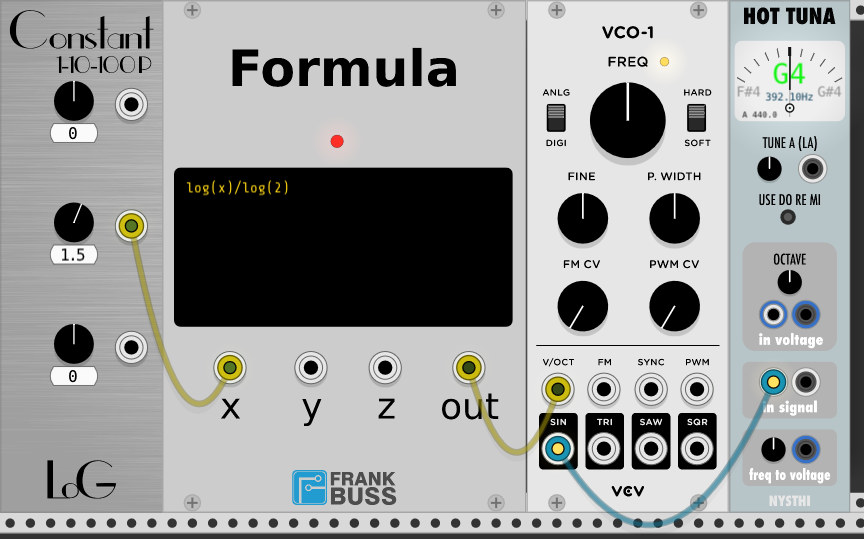 Constant
1-10-100 P
0
1.5
0
LOG
Formula
log(x)/log(2)
x
y
z
out
FRANK
BUSS
VCO-1
FREQ
ANLG
DIGI
HARD
SOFT
FINE
P. WIDTH
FM CV
PWM CV
V/OCT
FM
SYNC
PWM
SIN
TRI
SAW
SQR
VCV
HOT TUNA
G4
F#4
G#4
392.10Hz
A 440.0
TUNE A (LA)
USE DO RE MI
OCTAVE
in voltage
in signal
freq to voltage
NYSTHI